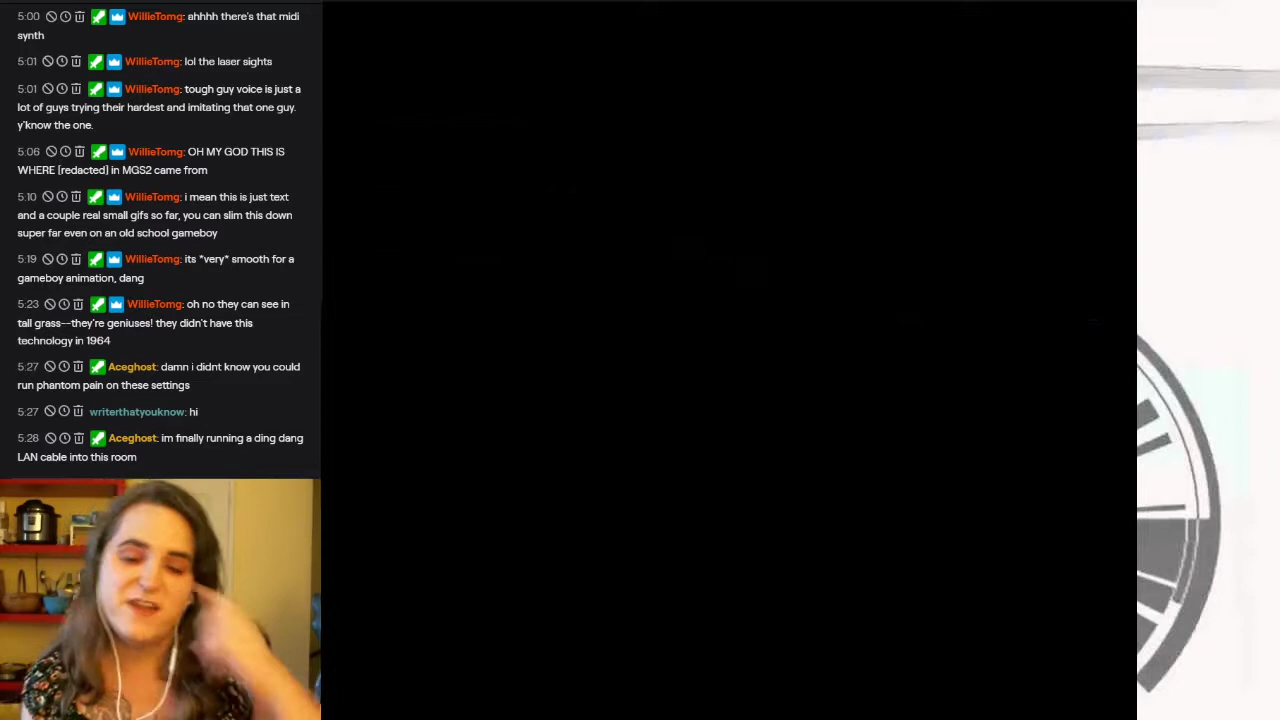 5:00 WillieTomg: ahhhh there's that midi
synth
5:01 WillieTomg: lol the laser sights
5:01 WillieTomg: tough guy voice is just a
lot of guys trying their hardest and imitating that one guy.
y'know the one.
5:06 WillieTomg: OH MY GOD THIS IS
WHERE [redacted] in MGS2 came from
5:10 WillieTomg: i mean this is just text
and a couple real small gifs so far, you can slim this down
super far even on an old school gameboy
5:19 WillieTomg: its *very* smooth for a
gameboy animation, dang
5:23 WillieTomg: oh no they can see in
tall grass--they're geniuses! they didn't have this
technology in 1964
5:27 Aceghost: damn i didnt know you could
run phantom pain on these settings
5:27 writerthatyouknow: hi
5:28 Aceghost: im finally running a ding dang
LAN cable into this room